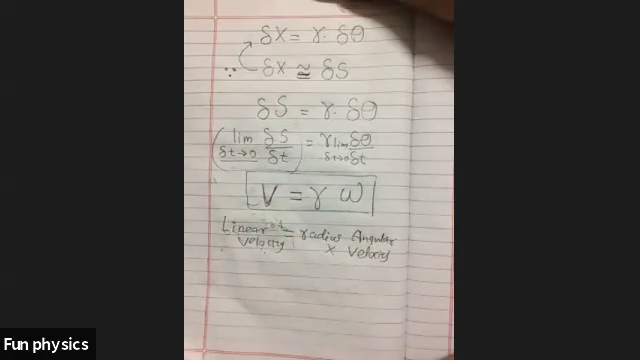 δx = r. δθ
∵ δx ≅ δS
δS = r. δθ
lim δt→0 δS/δt = r lim δt→0 δθ/δt
V = r ω
Linear Velocity = radius × Angular Velocity
Fun physics